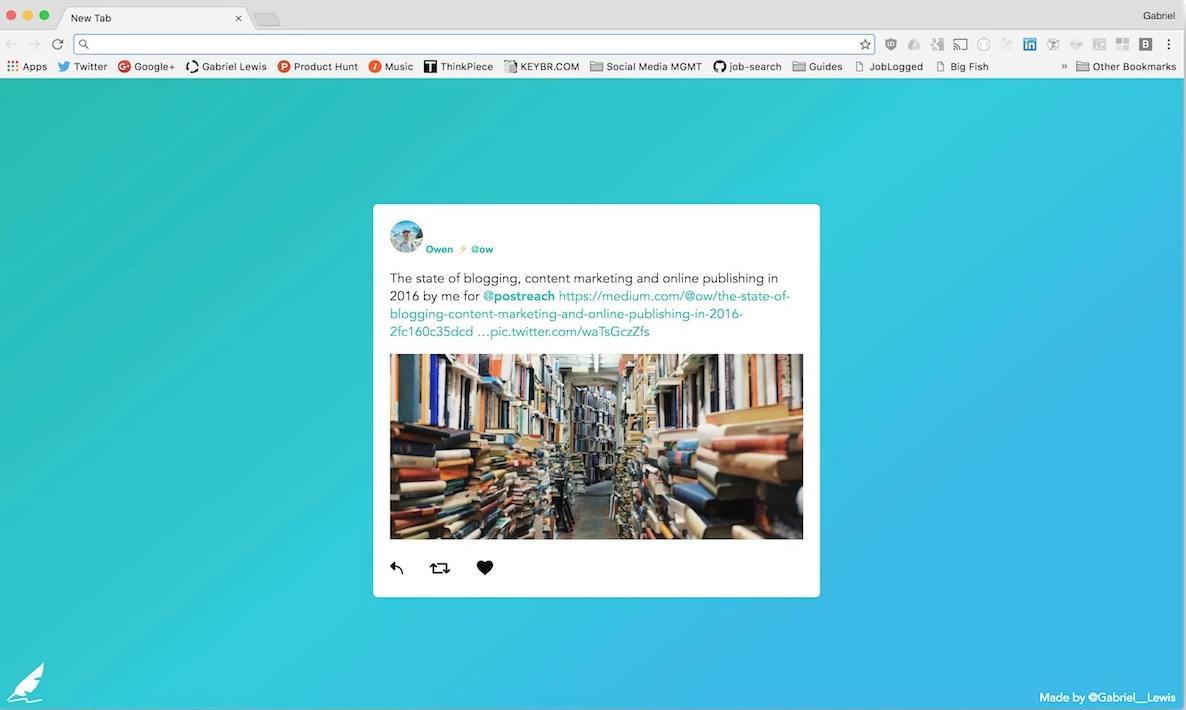 New Tab
Gabriel
Apps Twitter Google+ Gabriel Lewis Product Hunt Music ThinkPiece KEYBR.COM Social Media MGMT job-search Guides JobLogged Big Fish » Other Bookmarks
Owen ⚡ @ow
The state of blogging, content marketing and online publishing in
2016 by me for @postreach https://medium.com/@ow/the-state-of-
blogging-content-marketing-and-online-publishing-in-2016-
2fc160c35dcd …pic.twitter.com/waTsGczZfs
Made by @Gabriel__Lewis